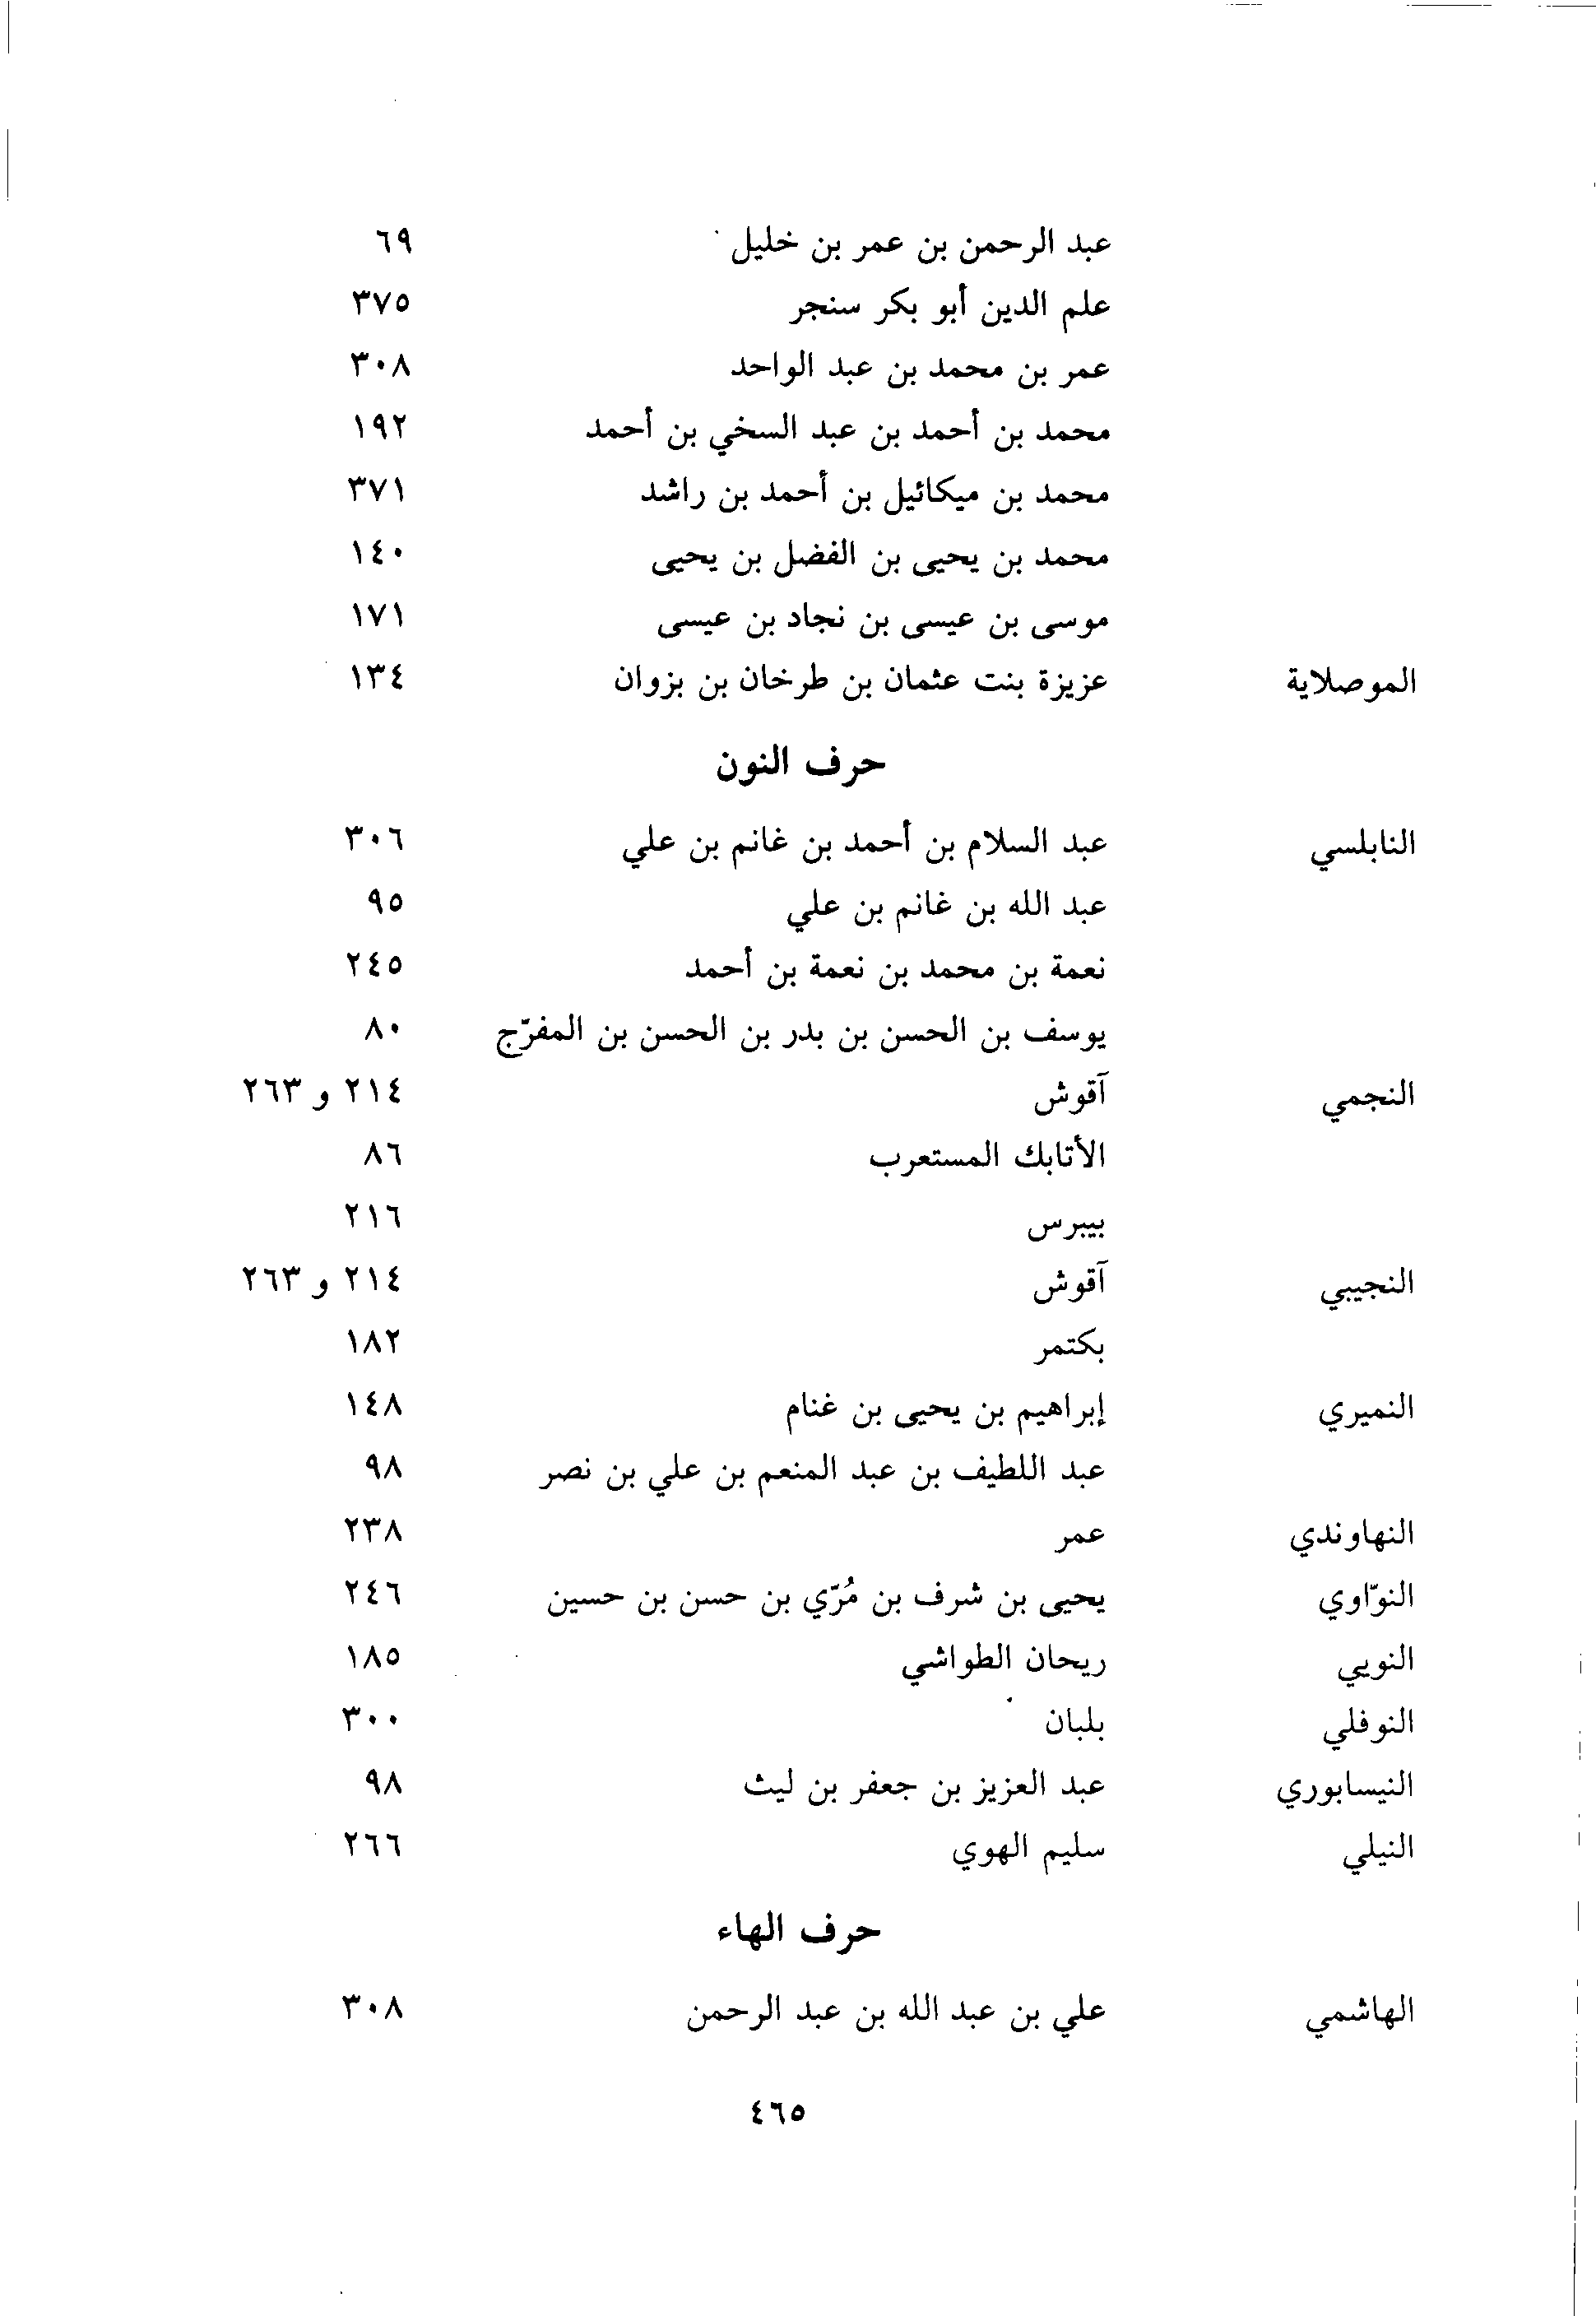 عبد الرحمن بن عمر بن خليل ٦٩
علم الدين أبو بكر سنجر ٣٧٥
عمر بن محمد بن عبد الواحد ٣٠٨
محمد بن أحمد بن عبد السخي بن أحمد ١٩٢
محمد بن ميكائيل بن أحمد بن راشد ٣٧١
محمد بن يحيى بن الفضل بن يحيى ١٤٠
موسى بن عيسى بن نجاد بن عيسى ١٧١
الموصلاية عزيزة بنت عثمان بن طرخان بن بزوان ١٣٤
حرف النون
النابلسي عبد السلام بن أحمد بن غانم بن علي ٣٠٦
عبد الله بن غانم بن علي ٩٥
نعمة بن محمد بن نعمة بن أحمد ٢٤٥
يوسف بن الحسن بن بدر بن الحسن بن المفرّج ٨٠
النجمي آقوش ٢١٤ و ٢٦٣
الأتابك المستعرب ٨٦
بيبرس ٢١٦
النجيبي آقوش ٢١٤ و ٢٦٣
بكتمر ١٨٢
النميري إبراهيم بن يحيى بن غنام ١٤٨
عبد اللطيف بن عبد المنعم بن علي بن نصر ٩٨
النهاوندي عمر ٢٣٨
النوّاوي يحيى بن شرف بن مُرّي بن حسن بن حسين ٢٤٦
النوبي ريحان الطواشي ١٨٥
النوفلي بلبان ٣٠٠
النيسابوري عبد العزيز بن جعفر بن ليث ٩٨
النيلي سليم الهوي ٢٦٦
حرف الهاء
الهاشمي علي بن عبد الله بن عبد الرحمن ٣٠٨
٤٦٥